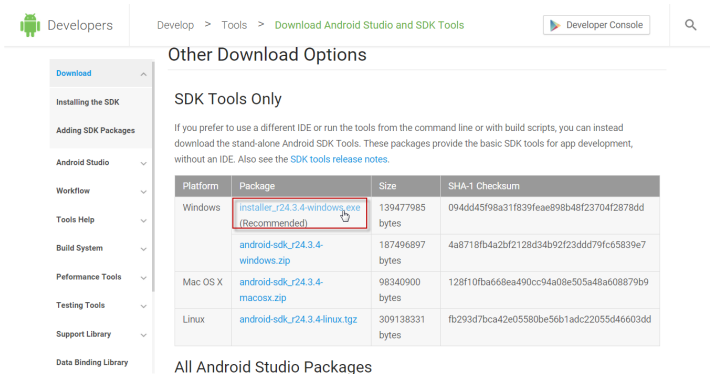 Developers
Develop > Tools > Download Android Studio and SDK Tools
Developer Console
Download
Installing the SDK
Adding SDK Packages
Android Studio
Workflow
Tools Help
Build System
Peformance Tools
Testing Tools
Support Library
Data Binding Library
Other Download Options
SDK Tools Only
If you prefer to use a different IDE or run the tools from the command line or with build scripts, you can instead
download the stand-alone Android SDK Tools. These packages provide the basic SDK tools for app development,
without an IDE. Also see the SDK tools release notes.
Platform Package Size SHA-1 Checksum
Windows installer_r24.3.4-windows.exe 139477985 094dd45f98a31f839feae898b48f23704f2878dd
(Recommended) bytes
android-sdk_r24.3.4- 187496897 4a8718fb4a2bf2128d34b92f23ddd79fc65839e7
windows.zip bytes
Mac OS X android-sdk_r24.3.4- 98340900 128f10fba668ea490cc94a08e505a48a608879b9
macosx.zip bytes
Linux android-sdk_r24.3.4-linux.tgz 309138331 fb293d7bca42e05580be56b1adc22055d46603dd
bytes
All Android Studio Packages